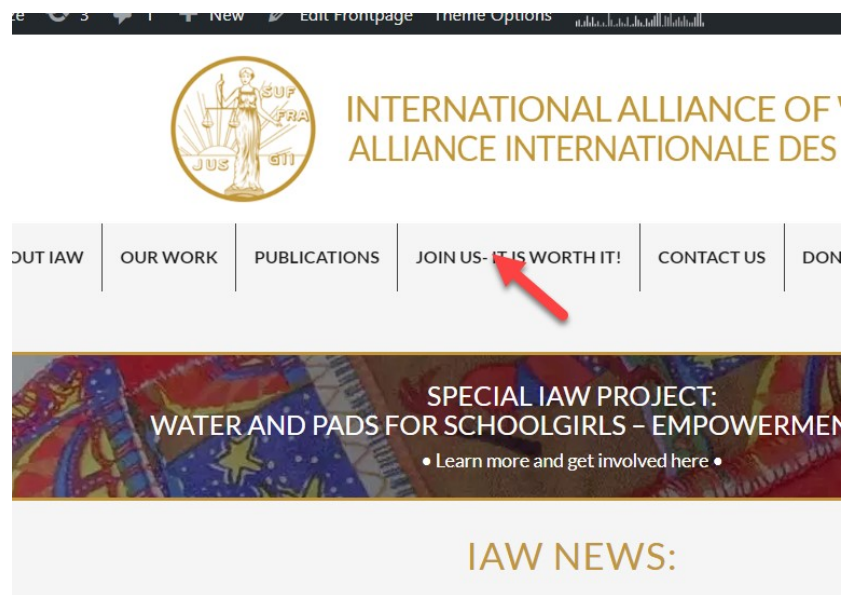 3 1 New Edit Frontpage Theme Options
SUF
FRA
JUS GII
INTERNATIONAL ALLIANCE OF
ALLIANCE INTERNATIONALE DES
OUT IAW OUR WORK PUBLICATIONS JOIN US- IT IS WORTH IT! CONTACT US DON
SPECIAL IAW PROJECT:
WATER AND PADS FOR SCHOOLGIRLS – EMPOWERMEN
• Learn more and get involved here •
IAW NEWS: